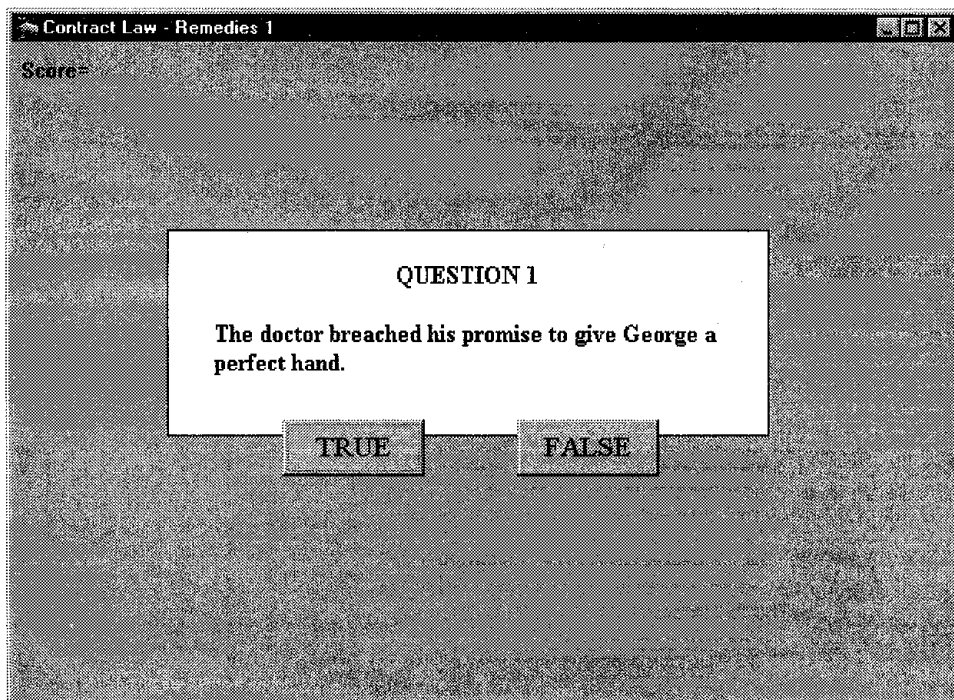 Contract Law - Remedies 1
Score=
QUESTION 1
The doctor breached his promise to give George a
perfect hand.
TRUE FALSE